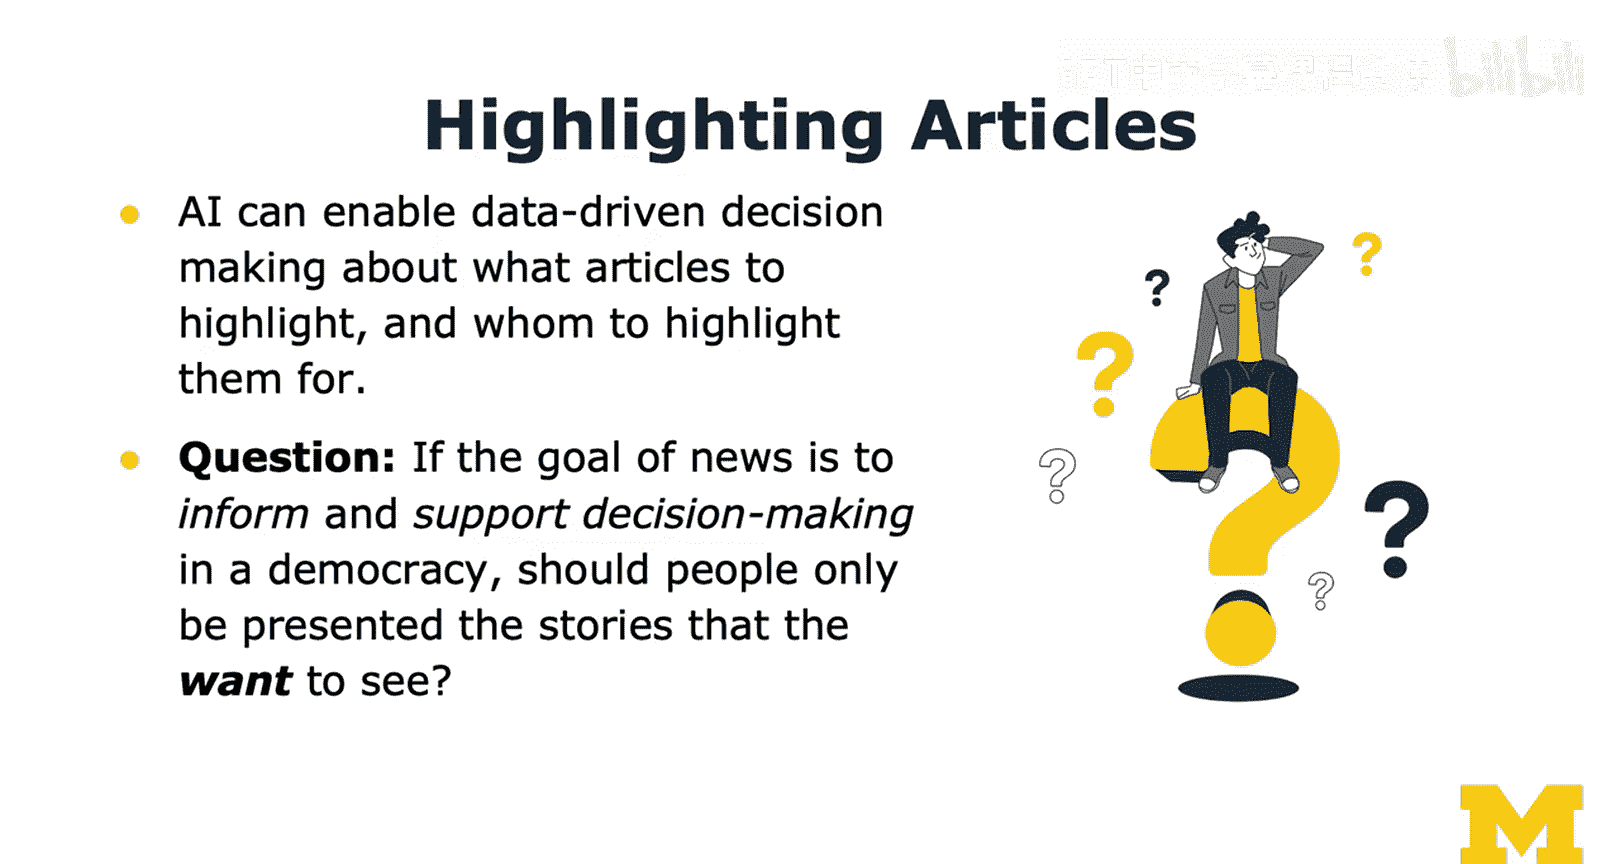 bilibili
Highlighting Articles
AI can enable data-driven decision
making about what articles to
highlight, and whom to highlight
them for.
Question: If the goal of news is to
inform and support decision-making
in a democracy, should people only
be presented the stories that the
want to see?
M